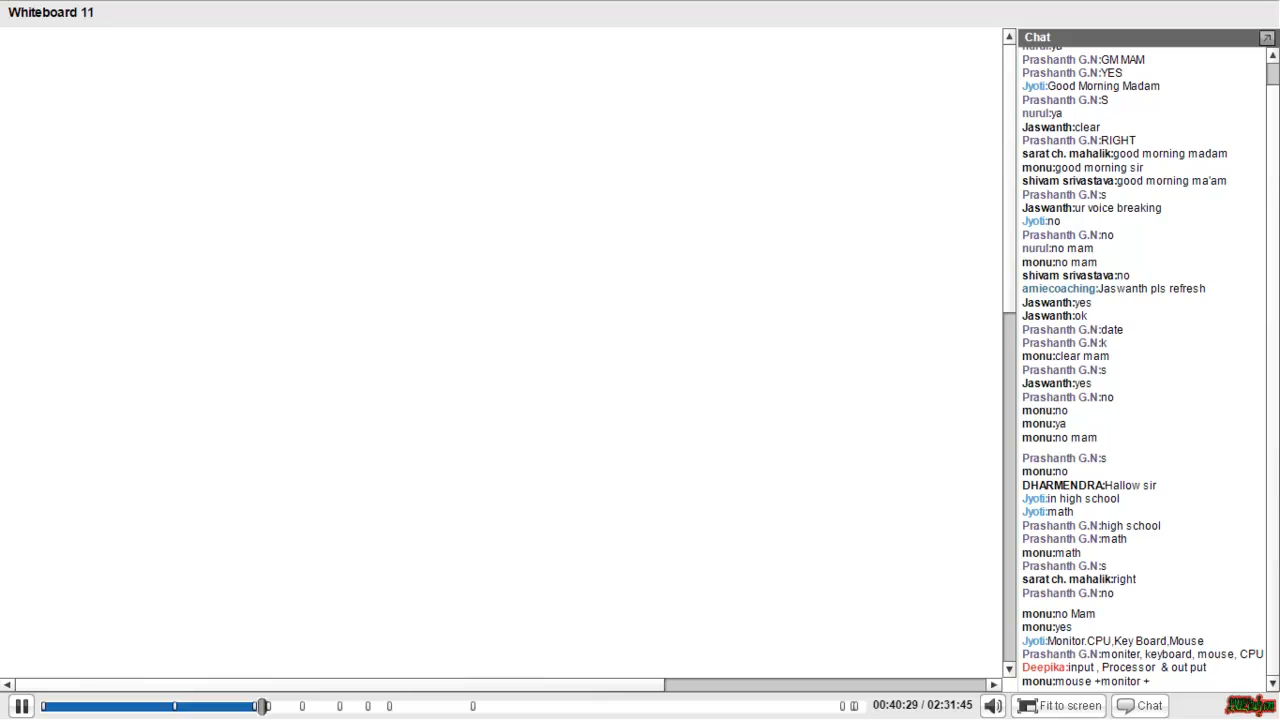 Whiteboard 11
Chat
nurul:ya
Prashanth G.N:GM MAM
Prashanth G.N:YES
Jyoti:Good Morning Madam
Prashanth G.N:S
nurul:ya
Jaswanth:clear
Prashanth G.N:RIGHT
sarat ch. mahalik:good morning madam
monu:good morning sir
shivam srivastava:good morning ma'am
Prashanth G.N:s
Jaswanth:ur voice breaking
Jyoti:no
Prashanth G.N:no
nurul:no mam
monu:no mam
shivam srivastava:no
amiecoaching:Jaswanth pls refresh
Jaswanth:yes
Jaswanth:ok
Prashanth G.N:date
Prashanth G.N:k
monu:clear mam
Prashanth G.N:s
Jaswanth:yes
Prashanth G.N:no
monu:no
monu:ya
monu:no mam
Prashanth G.N:s
monu:no
DHARMENDRA:Hallow sir
Jyoti:in high school
Jyoti:math
Prashanth G.N:high school
Prashanth G.N:math
monu:math
Prashanth G.N:s
sarat ch. mahalik:right
Prashanth G.N:no
monu:no Mam
monu:yes
Jyoti:Monitor.CPU,Key Board,Mouse
Prashanth G.N:moniter, keyboard, mouse, CPU
Deepika:input , Processor & out put
monu:mouse +monitor +
00:40:29 / 02:31:45
Fit to screen
Chat